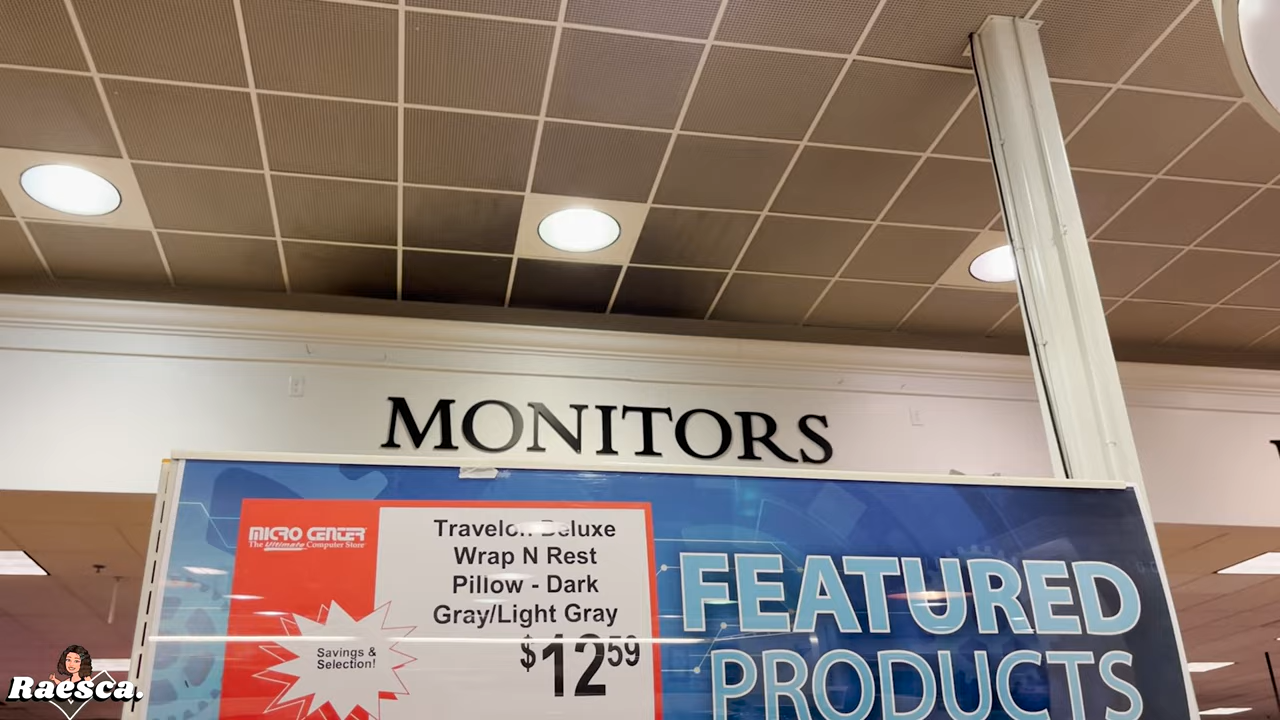 MONITORS
MICRO CENTER
The Ultimate Computer Store
Travelon Deluxe
Wrap N Rest
Pillow - Dark
Gray/Light Gray
$12.59
Savings &
Selection!
FEATURED
PRODUCTS
Raesca.